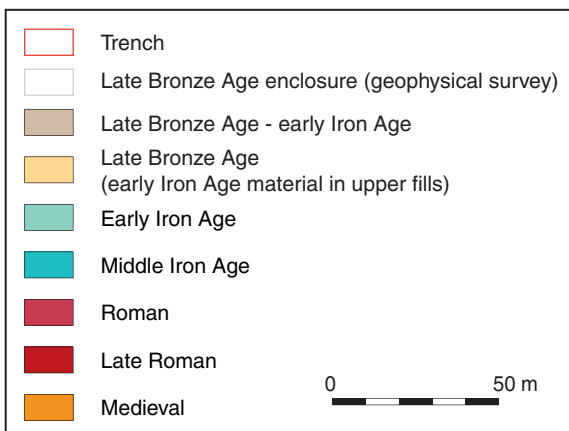 Trench
Late Bronze Age enclosure (geophysical survey)
Late Bronze Age - early Iron Age
Late Bronze Age
(early Iron Age material in upper fills)
Early Iron Age
Middle Iron Age
Roman
Late Roman
Medieval
0 50 m